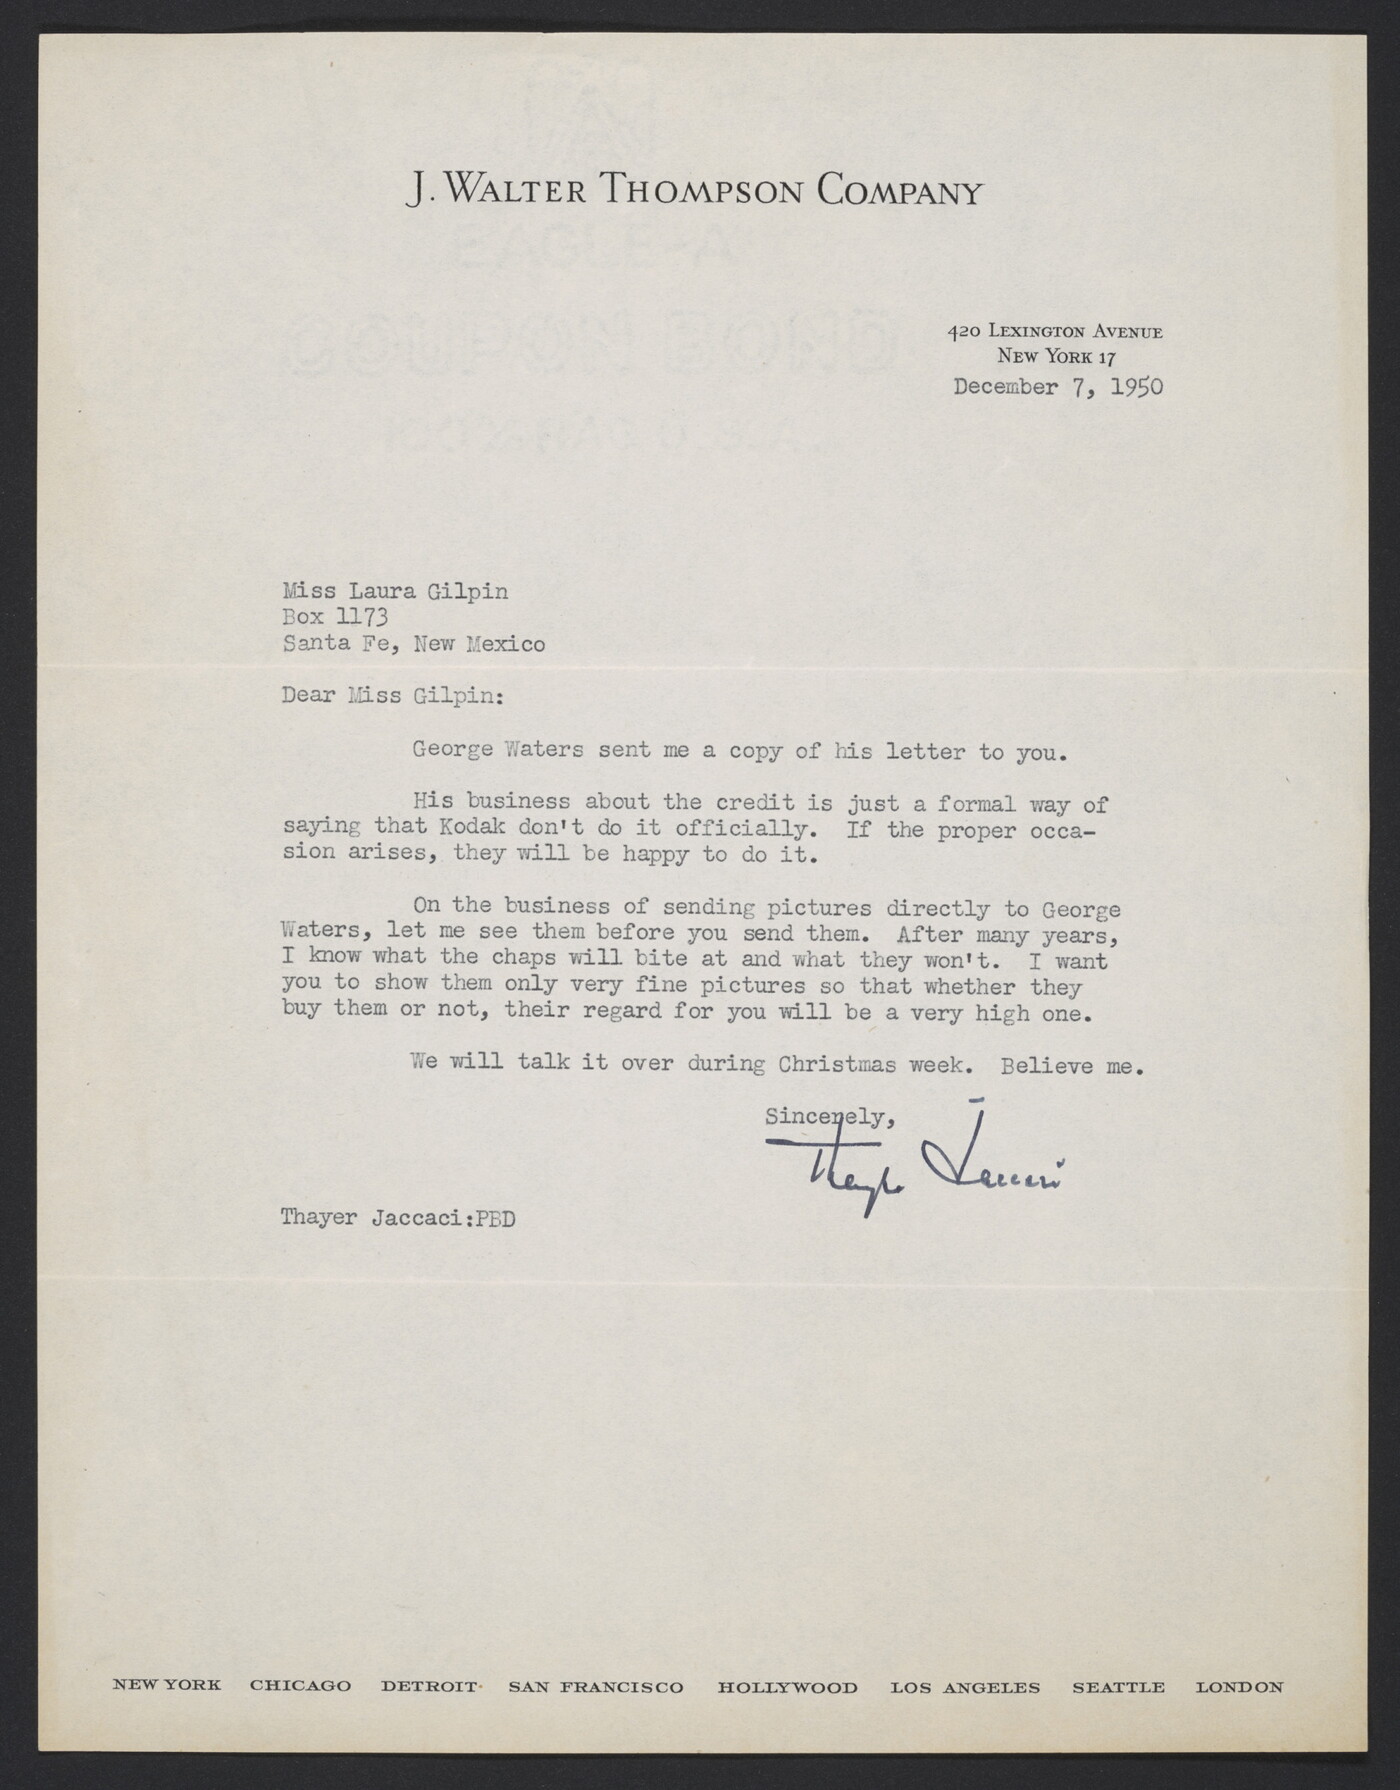 J. WALTER THOMPSON COMPANY
420 LEXINGTON AVENUE
NEW YORK 17
December 7, 1950
Miss Laura Gilpin
Box 1173
Santa Fe, New Mexico
Dear Miss Gilpin:
George Waters sent me a copy of his letter to you.
His business about the credit is just a formal way of
saying that Kodak don't do it officially. If the proper occa-
sion arises, they will be happy to do it.
On the business of sending pictures directly to George
Waters, let me see them before you send them. After many years,
I know what the chaps will bite at and what they won't. I want
you to show them only very fine pictures so that whether they
buy them or not, their regard for you will be a very high one.
We will talk it over during Christmas week. Believe me.
Sincerely,
Thayer Jaccaci
Thayer Jaccaci:PBD
NEW YORK CHICAGO DETROIT SAN FRANCISCO HOLLYWOOD LOS ANGELES SEATTLE LONDON